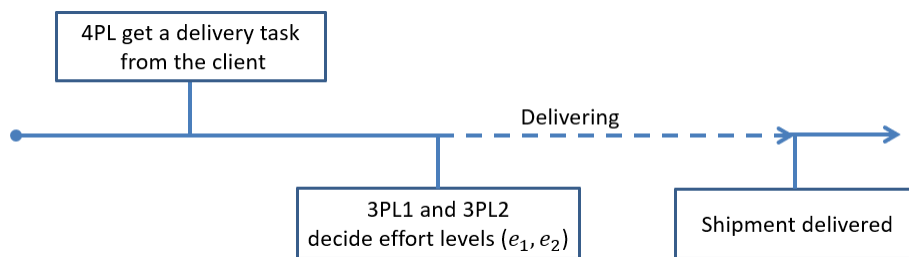 4PL get a delivery task
from the client
Delivering
3PL1 and 3PL2
decide effort levels (e₁, e₂)
Shipment delivered